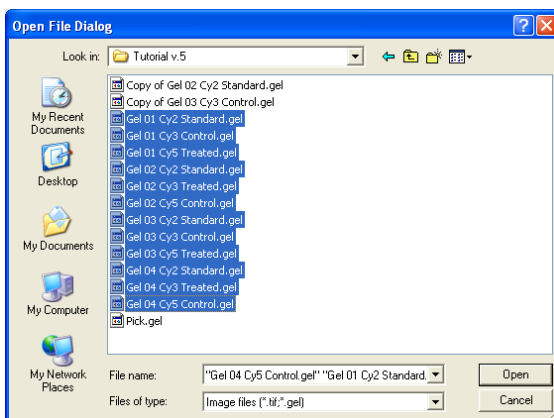 Open File Dialog
Look in: Tutorial v.5
My Recent
Documents
Desktop
My Documents
My Computer
My Network
Places
Copy of Gel 02 Cy2 Standard.gel
Copy of Gel 03 Cy3 Control.gel
Gel 01 Cy2 Standard.gel
Gel 01 Cy3 Control.gel
Gel 01 Cy5 Treated.gel
Gel 02 Cy2 Standard.gel
Gel 02 Cy3 Treated.gel
Gel 02 Cy5 Control.gel
Gel 03 Cy2 Standard.gel
Gel 03 Cy3 Control.gel
Gel 03 Cy5 Treated.gel
Gel 04 Cy2 Standard.gel
Gel 04 Cy3 Treated.gel
Gel 04 Cy5 Control.gel
Pick.gel
File name: "Gel 04 Cy5 Control.gel" "Gel 01 Cy2 Standard. Open
Files of type: Image files (*.tif;*.gel) Cancel